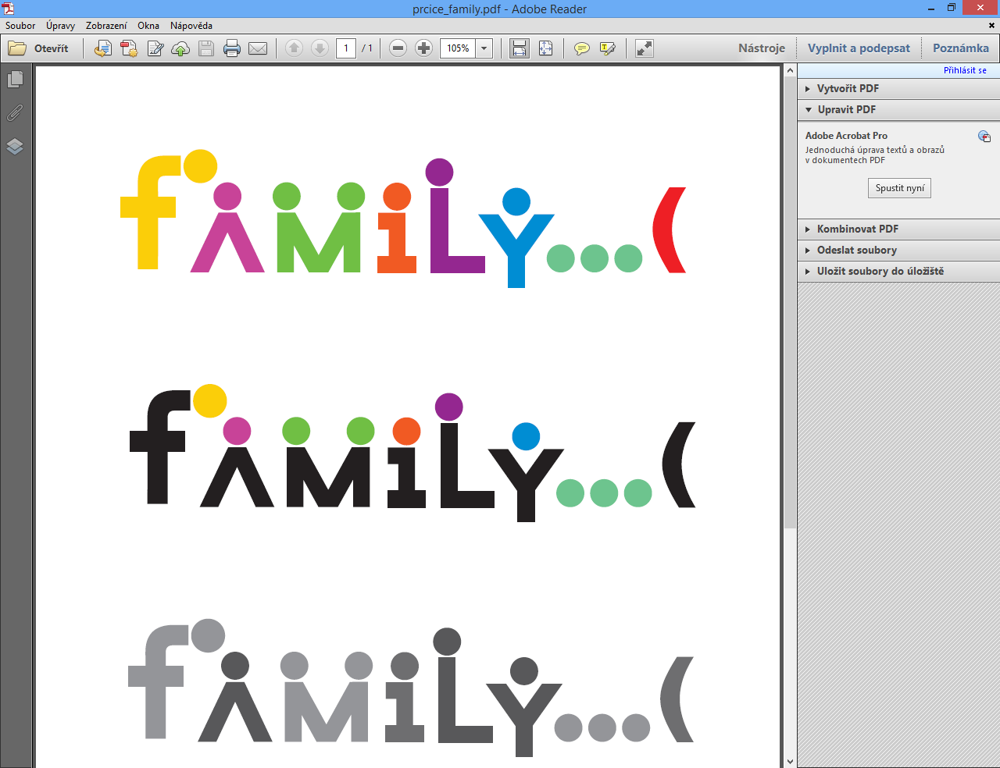 prcice_family.pdf - Adobe Reader
Soubor Úpravy Zobrazení Okna Nápověda
Otevřít 1 / 1 105% Nástroje Vyplnit a podepsat Poznámka
Přihlásit se
Vytvořit PDF
Upravit PDF
Adobe Acrobat Pro
Jednoduchá úprava textů a obrazů
v dokumentech PDF
Spustit nyní
Kombinovat PDF
Odeslat soubory
Uložit soubory do úložiště
fAMiLY...(
fAMiLY...(
fAMiLY...(